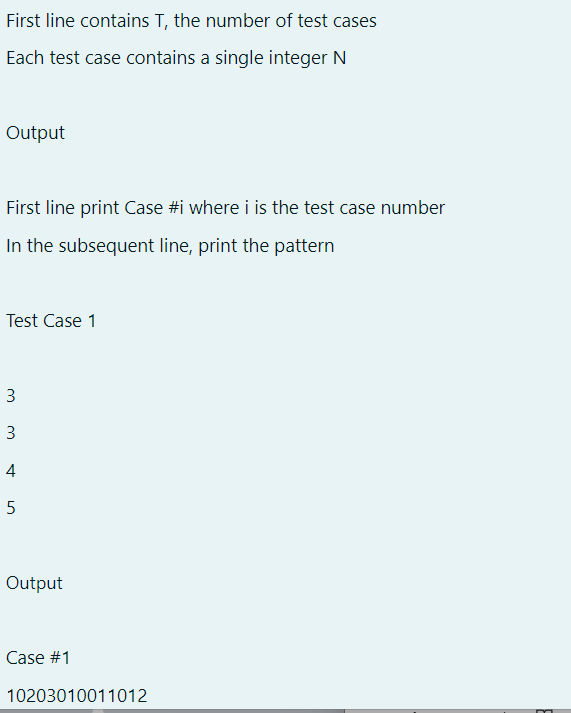 First line contains T, the number of test cases
Each test case contains a single integer N
Output
First line print Case #i where i is the test case number
In the subsequent line, print the pattern
Test Case 1
3
3
4
5
Output
Case #1
10203010011012